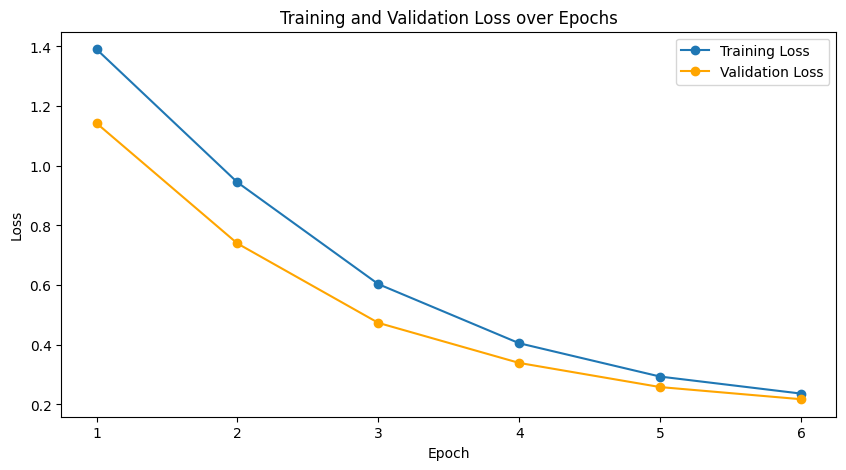 Training and Validation Loss over Epochs
Training Loss
Validation Loss
1.4
1.2
1.0
0.8
0.6
0.4
0.2
Loss
1 2 3 4 5 6
Epoch